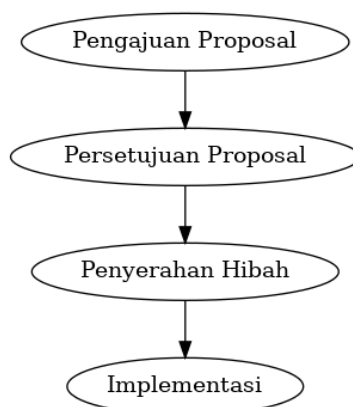 Pengajuan Proposal
Persetujuan Proposal
Penyerahan Hibah
Implementasi